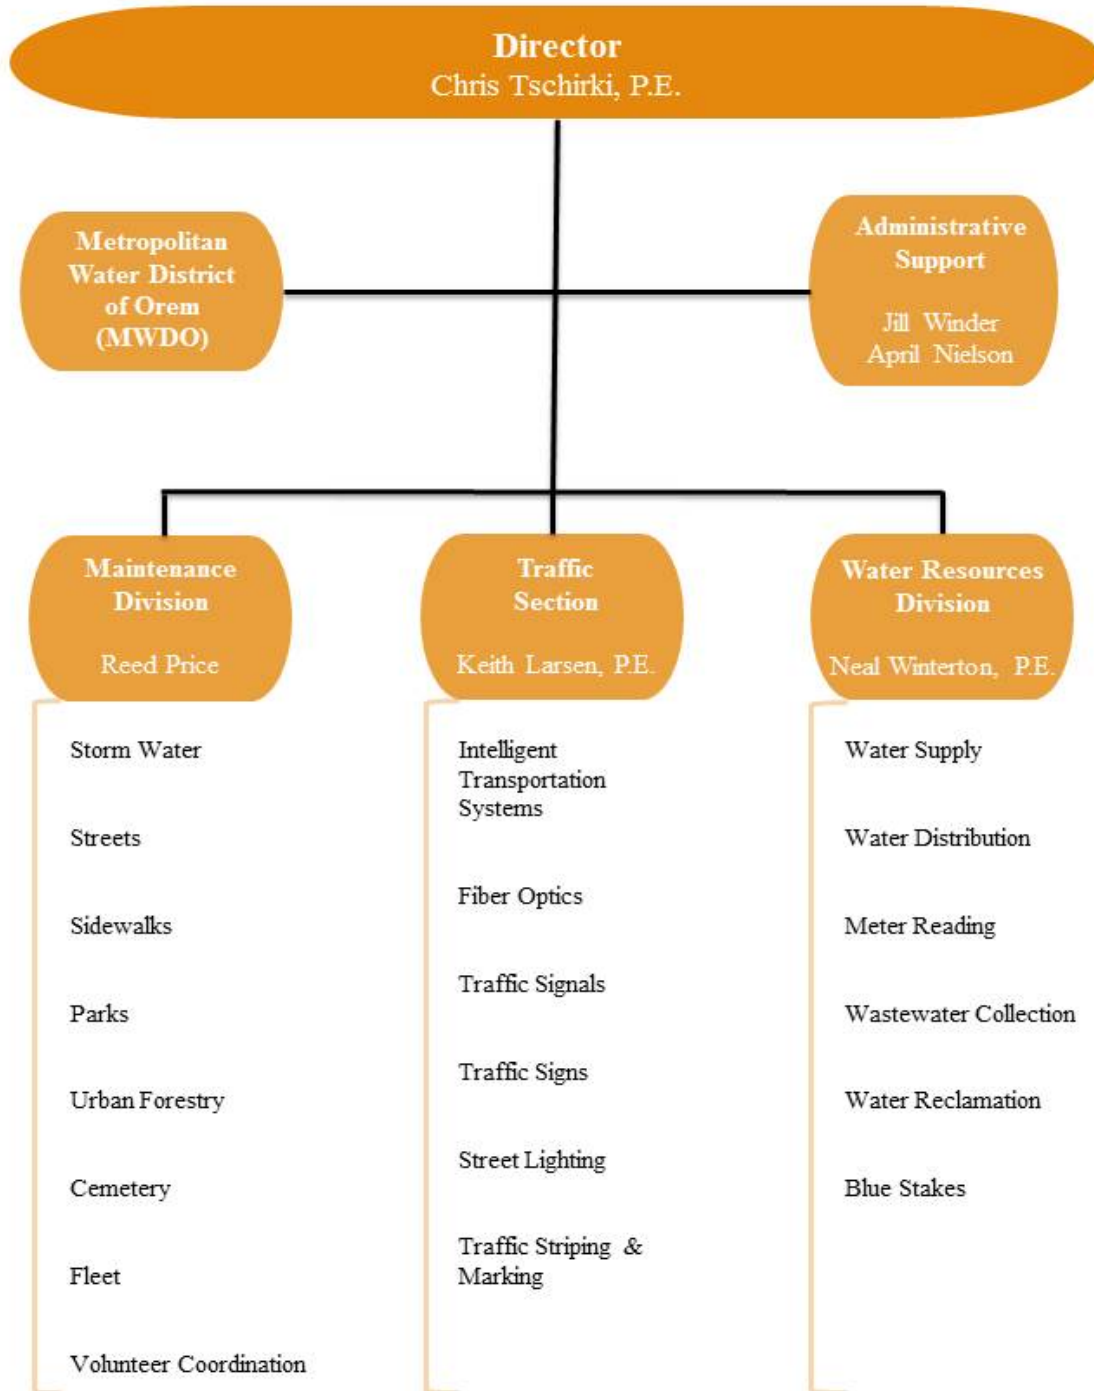 Director
Chris Tschirki, P.E.
Metropolitan
Water District
of Orem
(MWDO)
Administrative
Support
Jill Winder
April Nielson
Maintenance
Division
Reed Price
Storm Water
Streets
Sidewalks
Parks
Urban Forestry
Cemetery
Fleet
Volunteer Coordination
Traffic
Section
Keith Larsen, P.E.
Intelligent
Transportation
Systems
Fiber Optics
Traffic Signals
Traffic Signs
Street Lighting
Traffic Striping &
Marking
Water Resources
Division
Neal Winterton, P.E.
Water Supply
Water Distribution
Meter Reading
Wastewater Collection
Water Reclamation
Blue Stakes